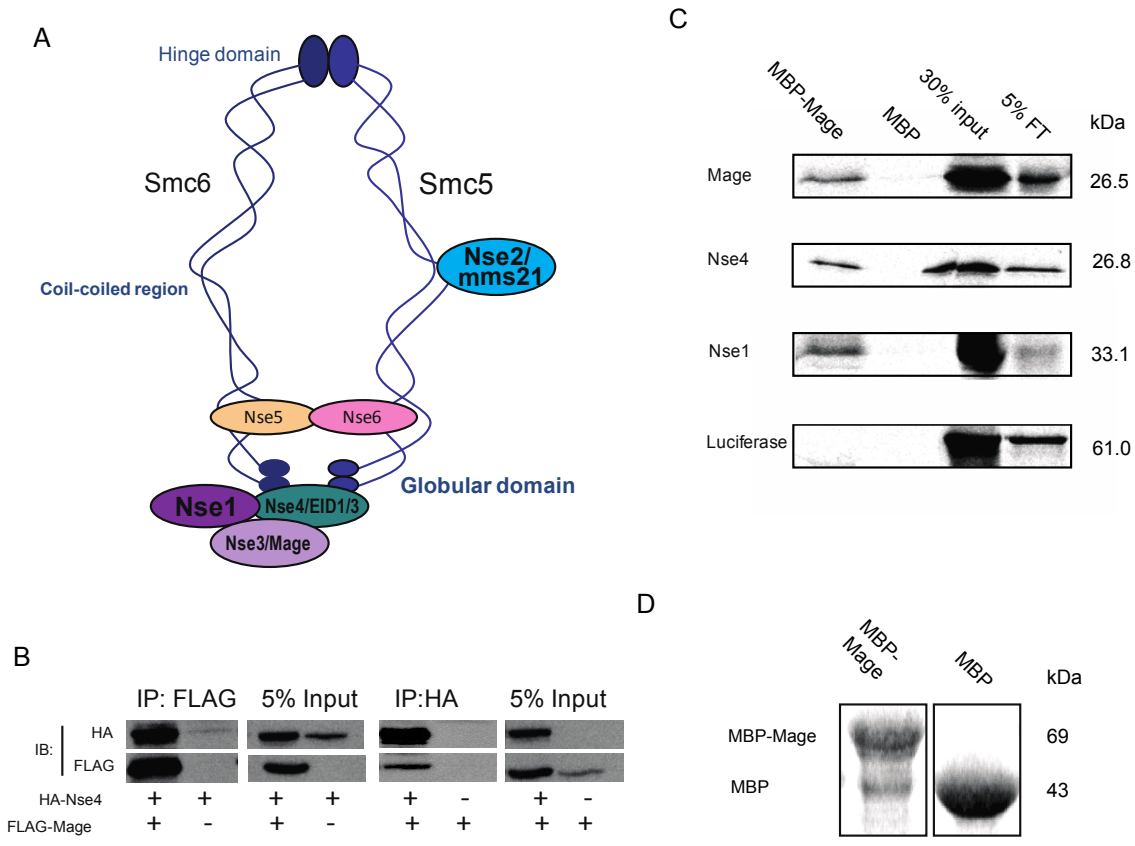 A
Hinge domain
Smc6
Smc5
Nse2/
mms21
Coil-coiled region
Nse5
Nse6
Globular domain
Nse1
Nse4/EID1/3
Nse3/Mage
B
IP: FLAG
5% Input
IP:HA
5% Input
IB:
HA
FLAG
HA-Nse4 + + + + + - + -
FLAG-Mage + - + - + + + +
C
MBP-Mage
MBP
30% input
5% FT
kDa
Mage
26.5
Nse4
26.8
Nse1
33.1
Luciferase
61.0
D
MBP-
Mage
MBP
kDa
MBP-Mage
69
MBP
43